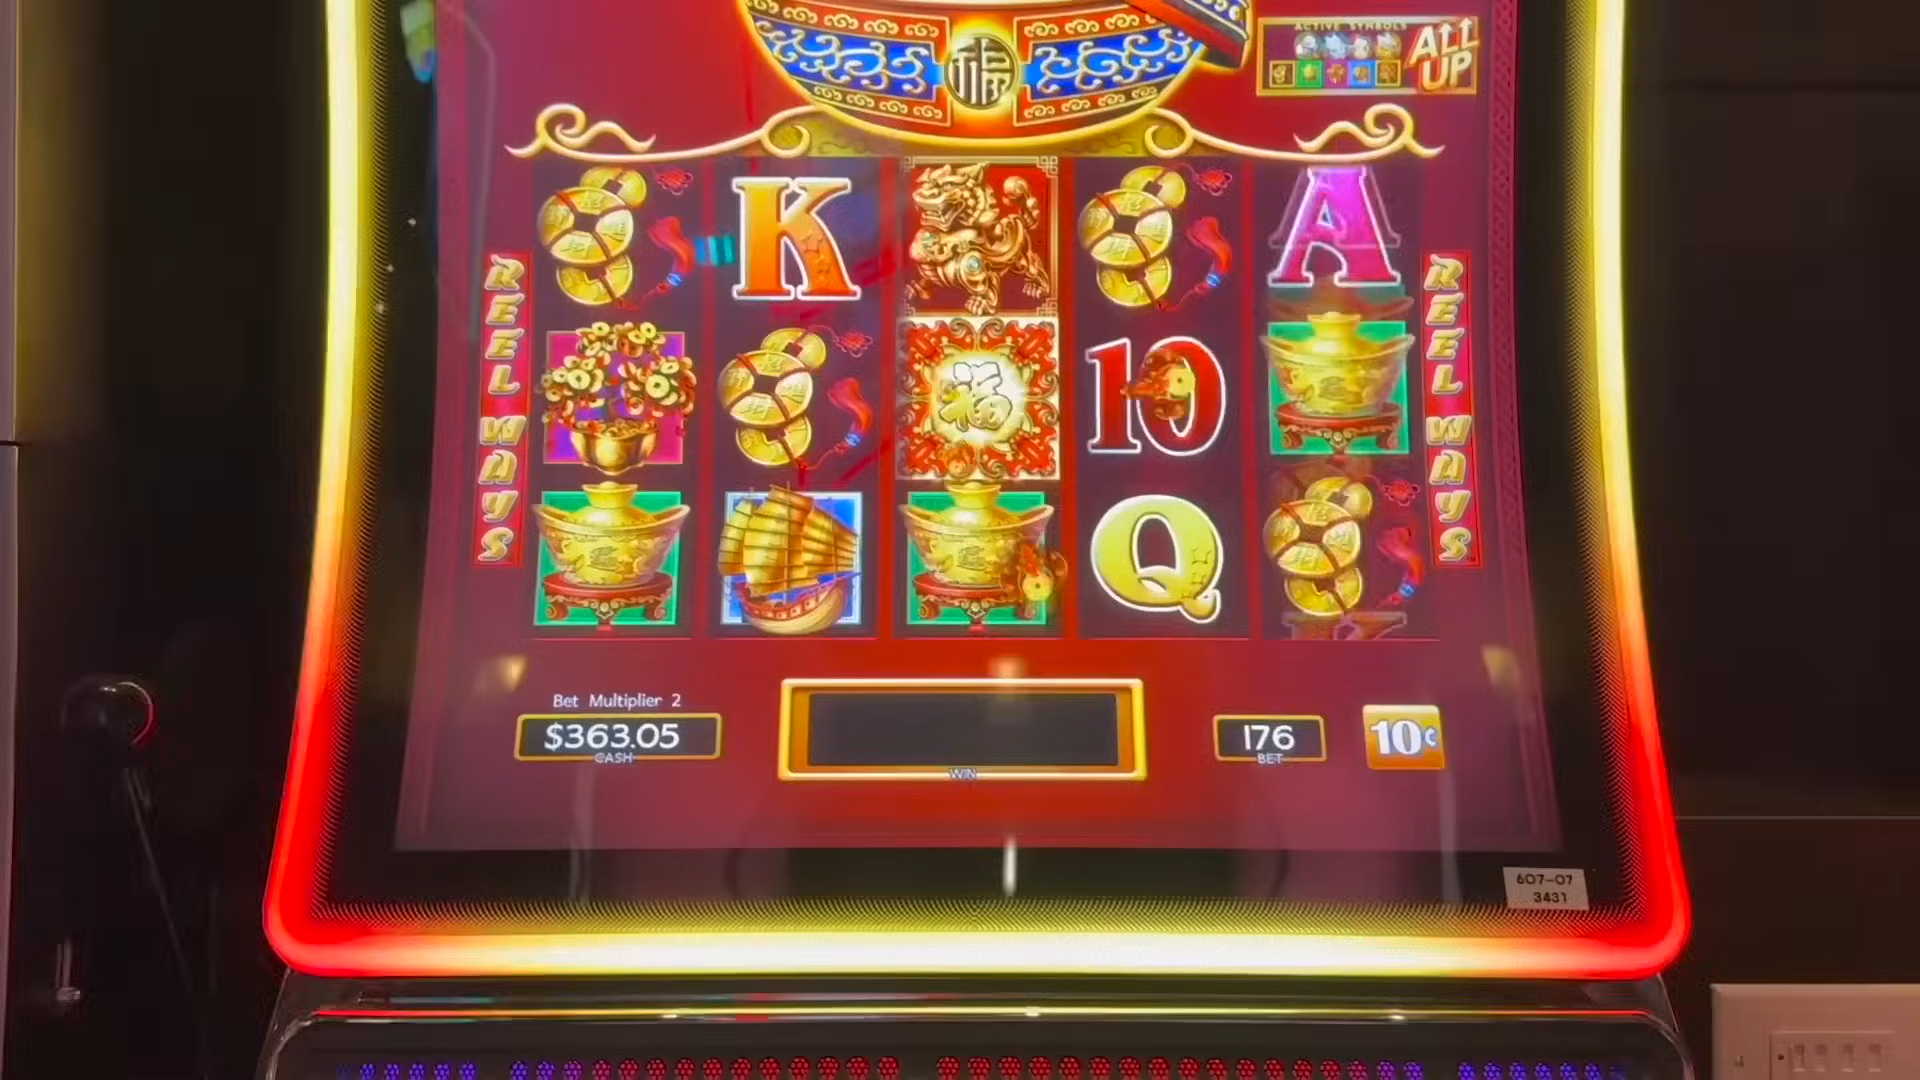 福
ACTIVE SYMBOLS
ALL
UP
K
A
REEL WAYS
REEL WAYS
福
10
Q
Bet Multiplier 2
$363.05
CASH
WIN
176
BET
10¢
607-07
3431